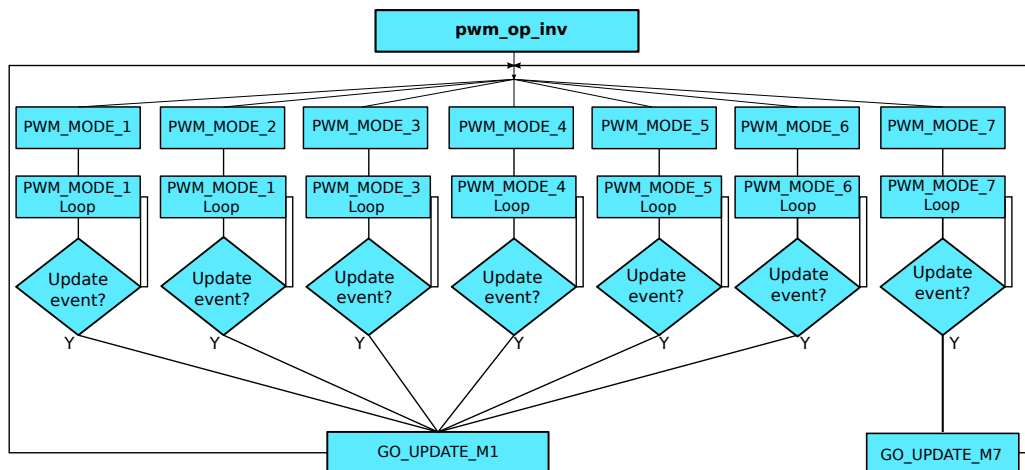 pwm_op_inv
PWM_MODE_1
PWM_MODE_2
PWM_MODE_3
PWM_MODE_4
PWM_MODE_5
PWM_MODE_6
PWM_MODE_7
PWM_MODE_1
Loop
PWM_MODE_1
Loop
PWM_MODE_3
Loop
PWM_MODE_4
Loop
PWM_MODE_5
Loop
PWM_MODE_6
Loop
PWM_MODE_7
Loop
Update
event?
Update
event?
Update
event?
Update
event?
Update
event?
Update
event?
Update
event?
Y
Y
Y
Y
Y
Y
Y
GO_UPDATE_M1
GO_UPDATE_M7